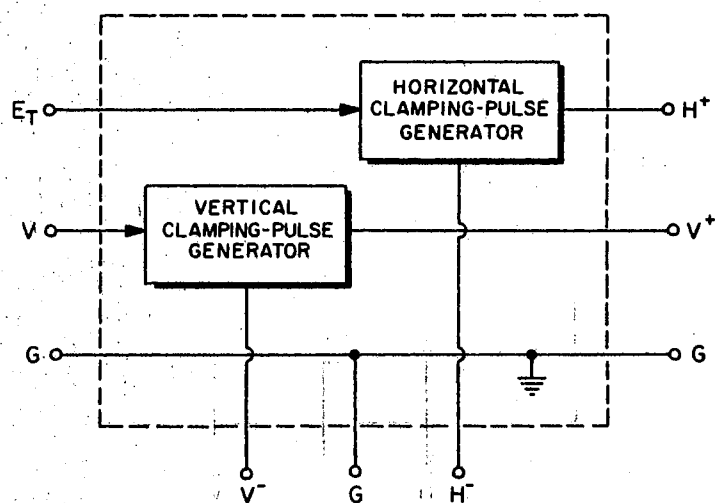 HORIZONTAL
CLAMPING-PULSE
GENERATOR
E_T
H⁺
VERTICAL
CLAMPING-PULSE
GENERATOR
V
V⁺
G
G
V⁻
G
H⁻